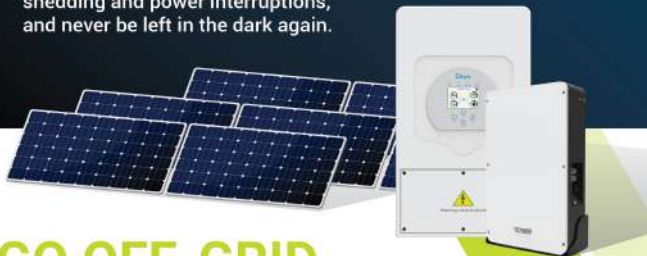 shedding and power interruptions,
and never be left in the dark again.
Deye
GO OFF-GRID